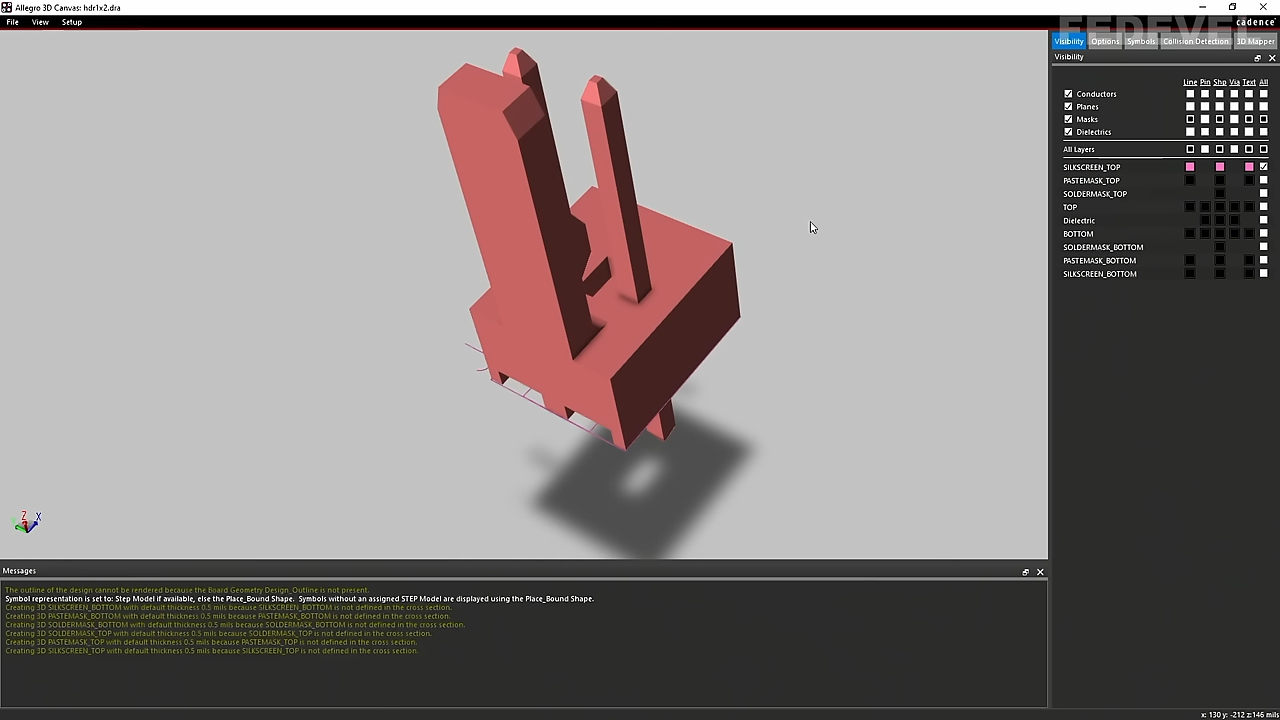 Allegro 3D Canvas: hdr1x2.dra
File View Setup
FEDEVEL
cadence
Visibility Options Symbols Collision Detection 3D Mapper
Visibility
Line Pin Shp Via Text All
Conductors
Planes
Masks
Dielectrics
All Layers
SILKSCREEN_TOP
PASTEMASK_TOP
SOLDERMASK_TOP
TOP
Dielectric
BOTTOM
SOLDERMASK_BOTTOM
PASTEMASK_BOTTOM
SILKSCREEN_BOTTOM
Z X
Messages
The outline of the design cannot be rendered because the Board Geometry Design_Outline is not present.
Symbol representation is set to: Step Model if available, else the Place_Bound Shape. Symbols without an assigned STEP Model are displayed using the Place_Bound Shape.
Creating 3D SILKSCREEN_BOTTOM with default thickness 0.5 mils because SILKSCREEN_BOTTOM is not defined in the cross section.
Creating 3D PASTEMASK_BOTTOM with default thickness 0.5 mils because PASTEMASK_BOTTOM is not defined in the cross section.
Creating 3D SOLDERMASK_BOTTOM with default thickness 0.5 mils because SOLDERMASK_BOTTOM is not defined in the cross section.
Creating 3D SOLDERMASK_TOP with default thickness 0.5 mils because SOLDERMASK_TOP is not defined in the cross section.
Creating 3D PASTEMASK_TOP with default thickness 0.5 mils because PASTEMASK_TOP is not defined in the cross section.
Creating 3D SILKSCREEN_TOP with default thickness 0.5 mils because SILKSCREEN_TOP is not defined in the cross section.
x: 130 y: -212 z:146 mils